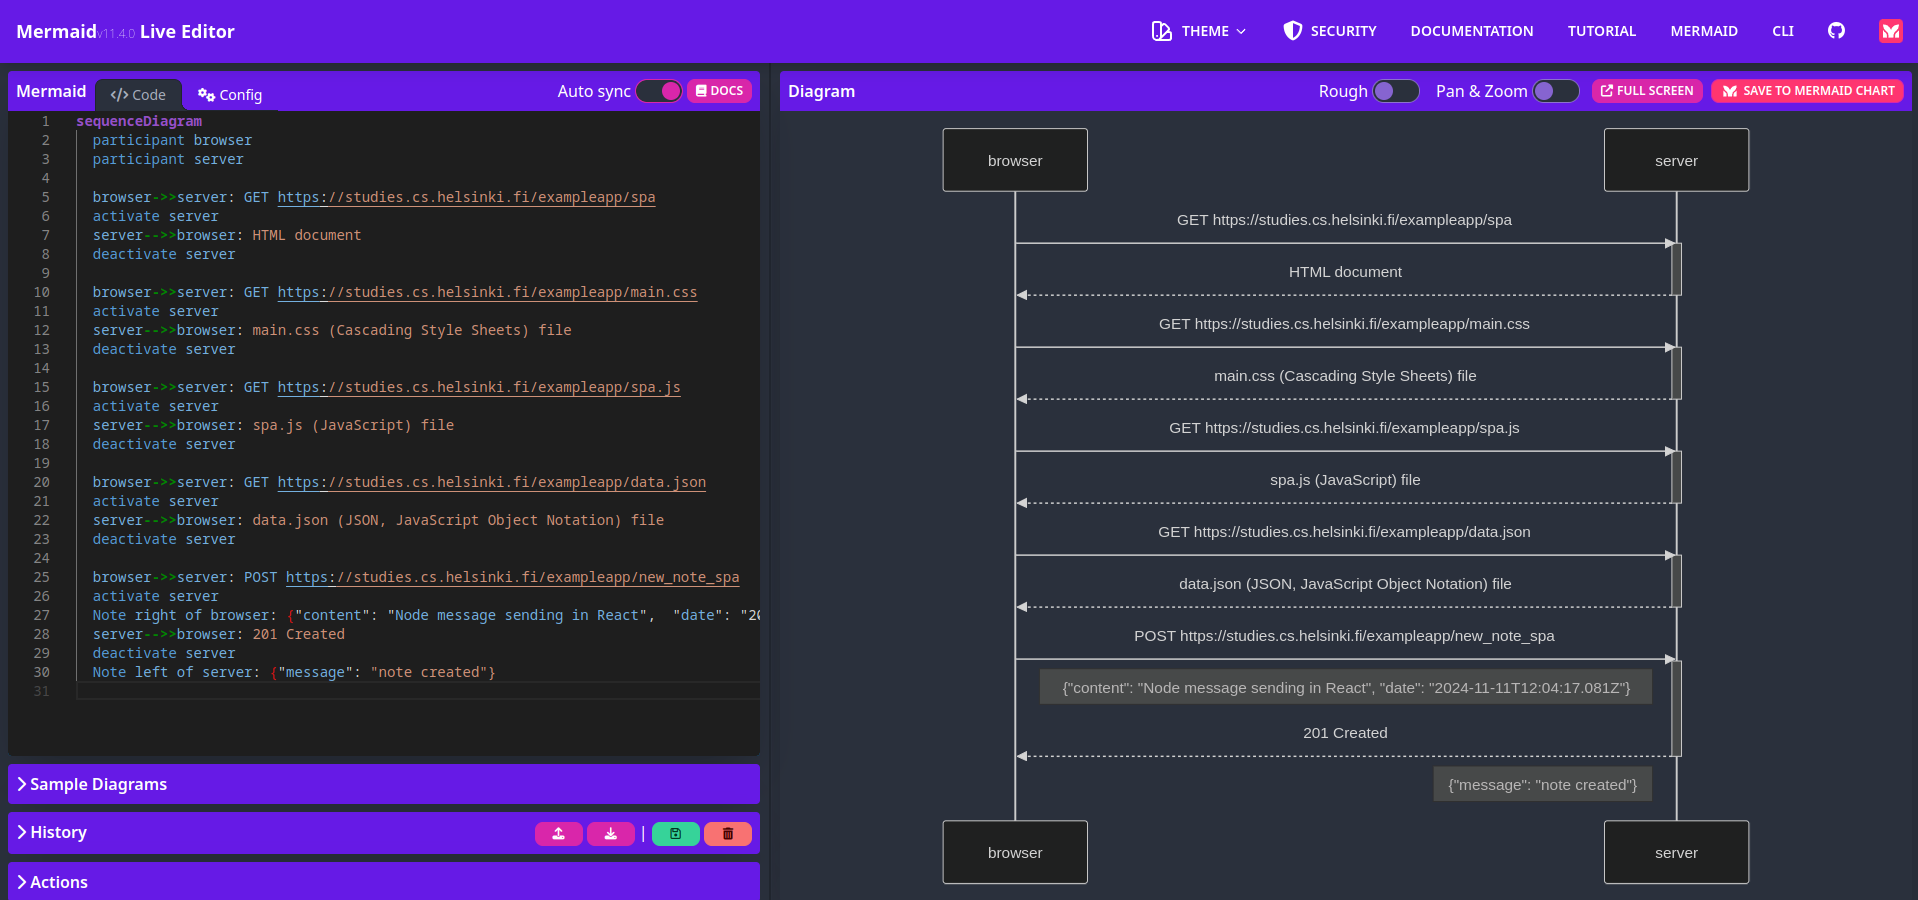 Mermaid v11.4.0 Live Editor
THEME
SECURITY
DOCUMENTATION
TUTORIAL
MERMAID
CLI
Mermaid
Code
Config
Auto sync
DOCS
1 sequenceDiagram
2 participant browser
3 participant server
4
5 browser->>server: GET https://studies.cs.helsinki.fi/exampleapp/spa
6 activate server
7 server-->>browser: HTML document
8 deactivate server
9
10 browser->>server: GET https://studies.cs.helsinki.fi/exampleapp/main.css
11 activate server
12 server-->>browser: main.css (Cascading Style Sheets) file
13 deactivate server
14
15 browser->>server: GET https://studies.cs.helsinki.fi/exampleapp/spa.js
16 activate server
17 server-->>browser: spa.js (JavaScript) file
18 deactivate server
19
20 browser->>server: GET https://studies.cs.helsinki.fi/exampleapp/data.json
21 activate server
22 server-->>browser: data.json (JSON, JavaScript Object Notation) file
23 deactivate server
24
25 browser->>server: POST https://studies.cs.helsinki.fi/exampleapp/new_note_spa
26 activate server
27 Note right of browser: {"content": "Node message sending in React",  "date": "20
28 server-->>browser: 201 Created
29 deactivate server
30 Note left of server: {"message": "note created"}
31
Sample Diagrams
History
|
Actions
Diagram
Rough
Pan & Zoom
FULL SCREEN
SAVE TO MERMAID CHART
browser
server
GET https://studies.cs.helsinki.fi/exampleapp/spa
HTML document
GET https://studies.cs.helsinki.fi/exampleapp/main.css
main.css (Cascading Style Sheets) file
GET https://studies.cs.helsinki.fi/exampleapp/spa.js
spa.js (JavaScript) file
GET https://studies.cs.helsinki.fi/exampleapp/data.json
data.json (JSON, JavaScript Object Notation) file
POST https://studies.cs.helsinki.fi/exampleapp/new_note_spa
{"content": "Node message sending in React", "date": "2024-11-11T12:04:17.081Z"}
201 Created
{"message": "note created"}
browser
server